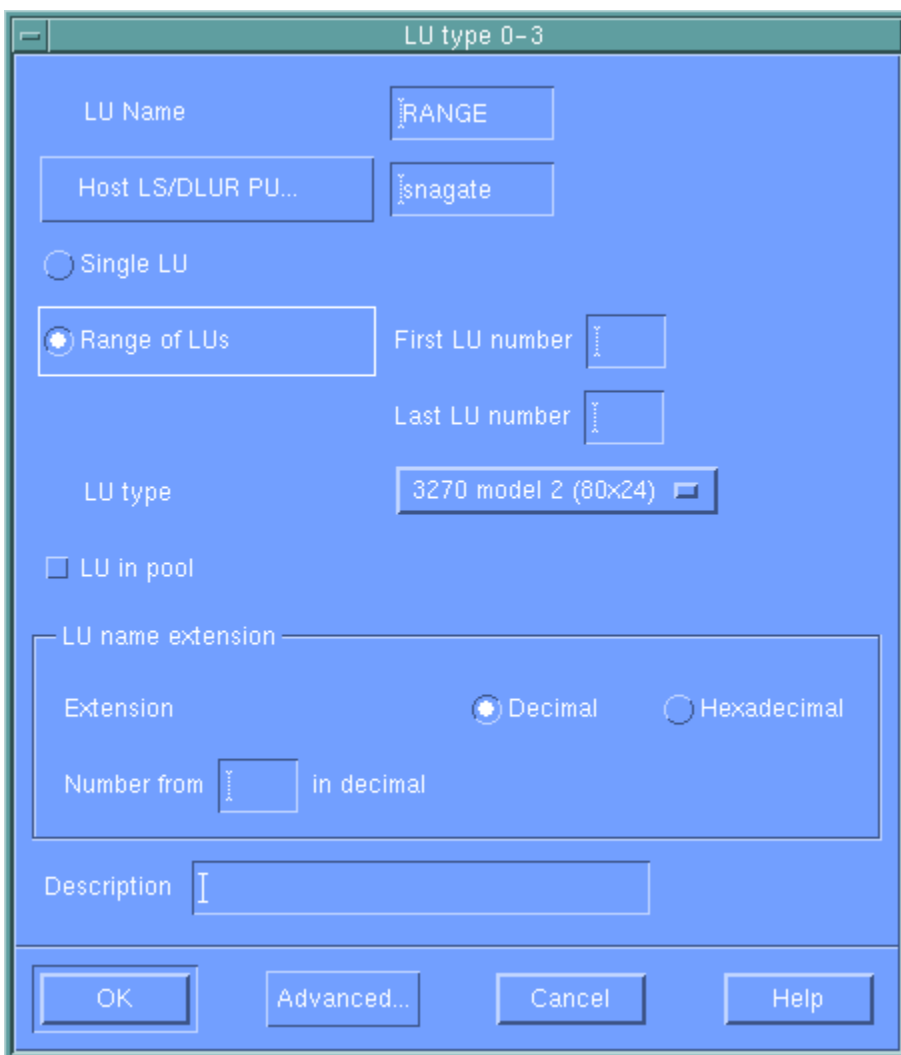 LU type 0-3
LU Name RANGE
Host LS/DLUR PU... snagate
Single LU
Range of LUs First LU number
Last LU number
LU type 3270 model 2 (80x24)
LU in pool
LU name extension
Extension Decimal Hexadecimal
Number from in decimal
Description
OK Advanced... Cancel Help